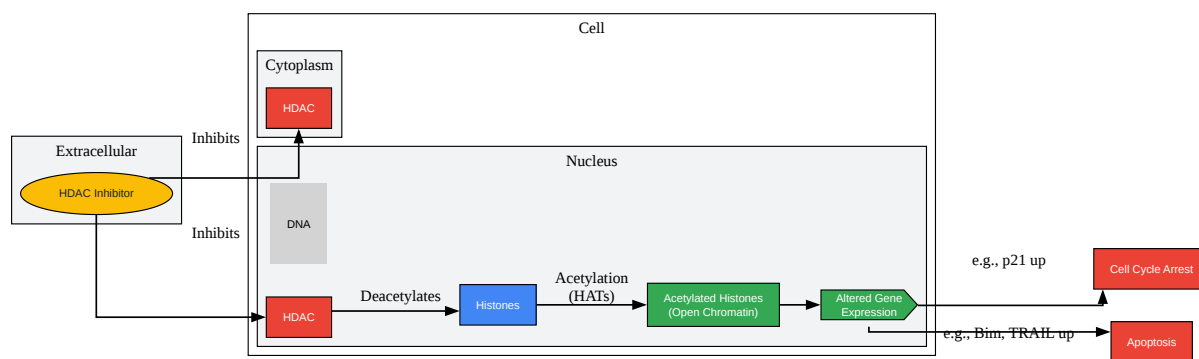 Cell
Cytoplasm
HDAC
Inhibits
Extracellular
HDAC Inhibitor
Nucleus
DNA
Inhibits
e.g., p21 up
Cell Cycle Arrest
Deacetylates
Acetylation
(HATs)
HDAC
Histones
Acetylated Histones
(Open Chromatin)
Altered Gene
Expression
e.g., Bim, TRAIL up
Apoptosis